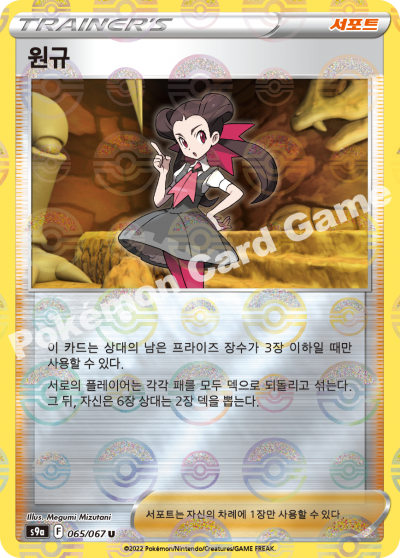 TRAINER'S
서포트
원규
Pokémon Card Game
이 카드는 상대의 남은 프라이즈 장수가 3장 이하일 때만
사용할 수 있다.
서로의 플레이어는 각각 패를 모두 덱으로 되돌리고 섞는다.
그 뒤, 자신은 6장 상대는 2장 덱을 뽑는다.
Illus. Megumi Mizutani
s9a F 065/067 U
서포트는 자신의 차례에 1장만 사용할 수 있다.
©2022 Pokémon/Nintendo/Creatures/GAME FREAK.